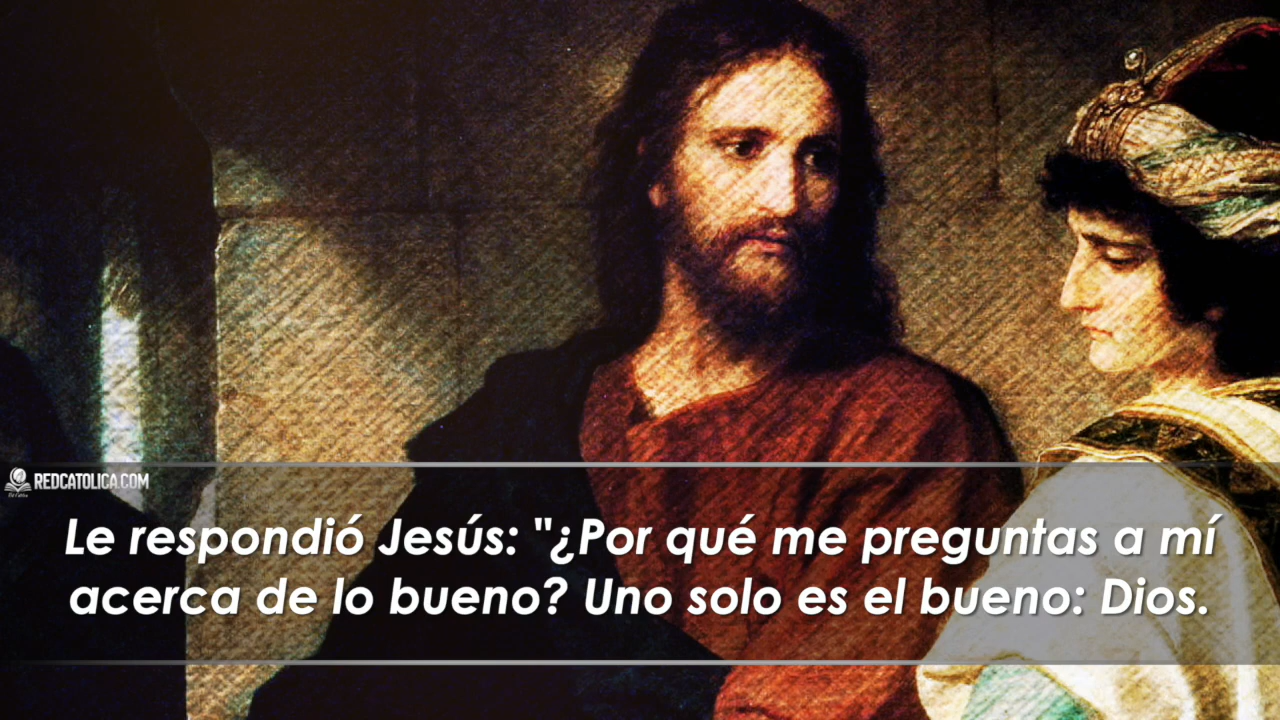 REDCATOLICA.COM
Le respondió Jesús: "¿Por qué me preguntas a mí
acerca de lo bueno? Uno solo es el bueno: Dios.